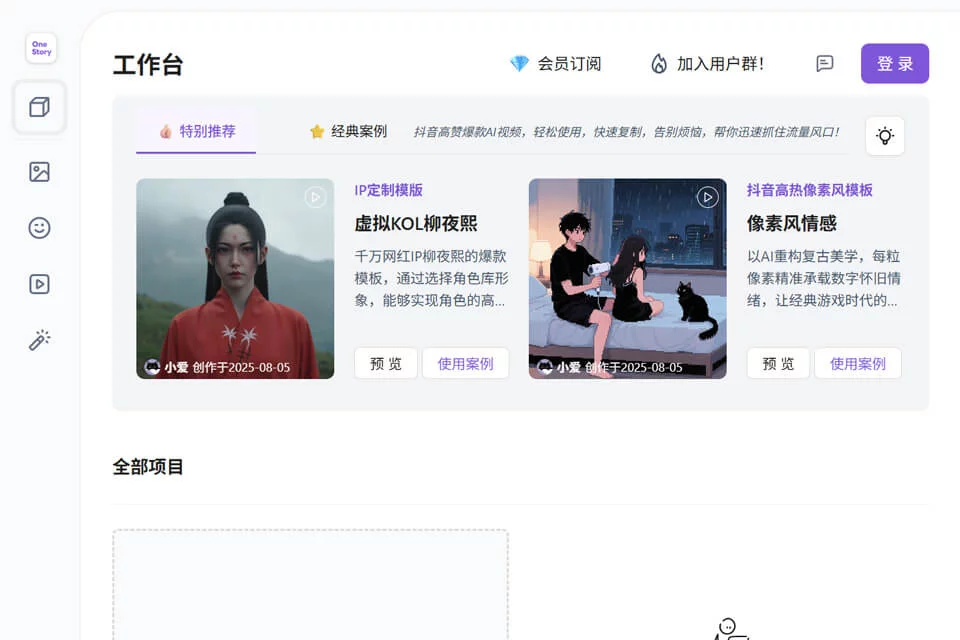 One
Story
工作台
会员订阅
加入用户群！
登 录
特别推荐
经典案例
抖音高赞爆款AI视频，轻松使用，快速复制，告别烦恼，帮你迅速抓住流量风口！
IP定制模版
虚拟KOL柳夜熙
千万网红IP柳夜熙的爆款
模板，通过选择角色库形
象，能够实现角色的高...
预 览
使用案例
小爱 创作于2025-08-05
抖音高热像素风模板
像素风情感
以AI重构复古美学，每粒
像素精准承载数字怀旧情
绪，让经典游戏时代的...
预 览
使用案例
小爱 创作于2025-08-05
全部项目